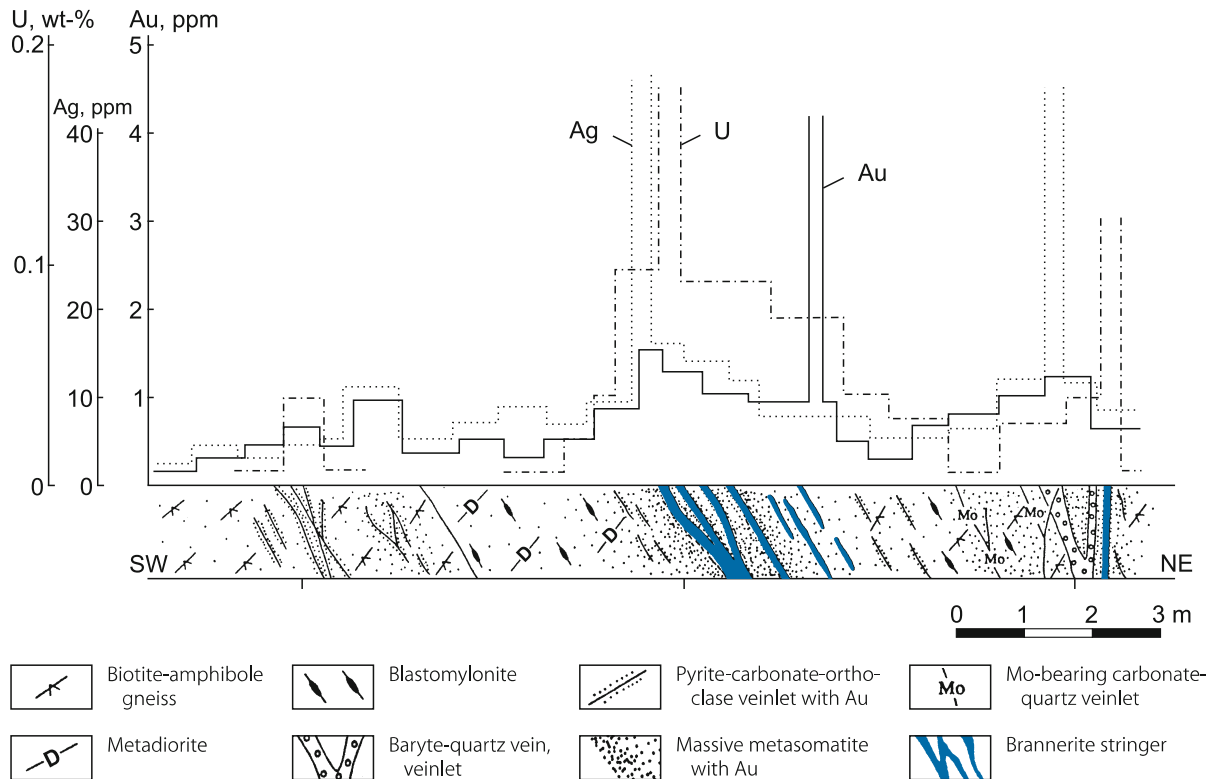 U, wt-%
Au, ppm
0.2
5
Ag, ppm
40
4
Ag
U
Au
30
3
0.1
20
2
10
1
0
0
0
D
D
D
Mo
Mo
Mo
SW
NE
0 1 2 3 m
Biotite-amphibole
gneiss
Blastomylonite
Pyrite-carbonate-ortho-
clase veinlet with Au
Mo
Mo-bearing carbonate-
quartz veinlet
D
Metadiorite
Baryte-quartz vein,
veinlet
Massive metasomatite
with Au
Brannerite stringer